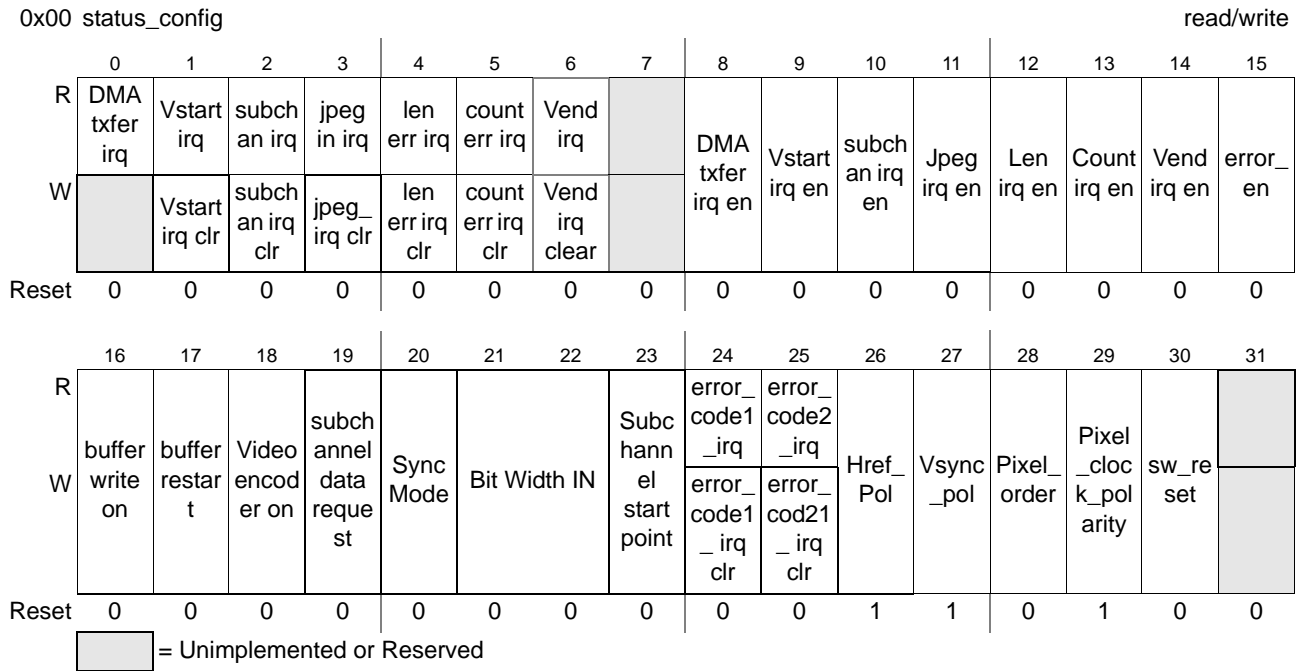 0x00 status_config read/write
0 1 2 3 4 5 6 7 8 9 10 11 12 13 14 15
R
DMA
txfer
irq
Vstart
irq
subch
an irq
jpeg
in irq
len
err irq
count
err irq
Vend
irq
W
Vstart
irq clr
subch
an irq
clr
jpeg_
irq clr
len
err irq
clr
count
err irq
clr
Vend
irq
clear
DMA
txfer
irq en
Vstart
irq en
subch
an irq
en
Jpeg
irq en
Len
irq en
Count
irq en
Vend
irq en
error_
en
Reset 0 0 0 0 0 0 0 0 0 0 0 0 0 0 0 0
16 17 18 19 20 21 22 23 24 25 26 27 28 29 30 31
R
W
buffer
write
on
buffer
restar
t
Video
encod
er on
subch
annel
data
reque
st
Sync
Mode
Bit Width IN
Subc
hann
el
start
point
error_
code1
_irq
error_
code2
_irq
error_
code1
_ irq
clr
error_
cod21
_ irq
clr
Href_
Pol
Vsync
_pol
Pixel_
order
Pixel
_cloc
k_pol
arity
sw_re
set
Reset 0 0 0 0 0 0 0 0 0 0 1 1 0 1 0 0
= Unimplemented or Reserved